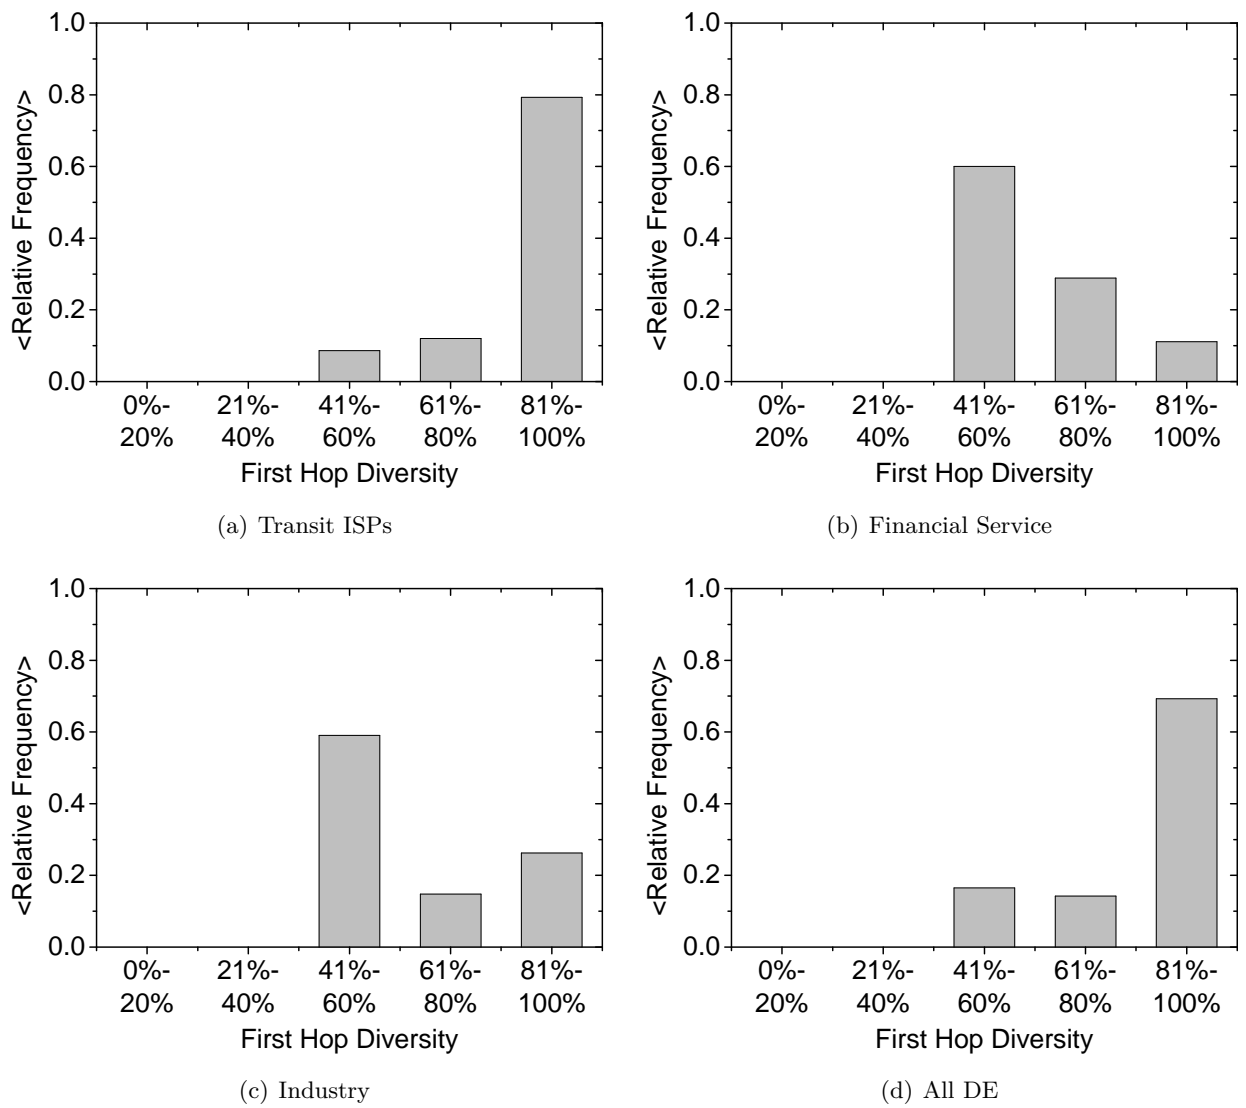 1.0
0.8
0.6
0.4
0.2
0.0
<Relative Frequency>
0%- 21%- 41%- 61%- 81%-
20% 40% 60% 80% 100%
First Hop Diversity
(a) Transit ISPs
1.0
0.8
0.6
0.4
0.2
0.0
<Relative Frequency>
0%- 21%- 41%- 61%- 81%-
20% 40% 60% 80% 100%
First Hop Diversity
(b) Financial Service
1.0
0.8
0.6
0.4
0.2
0.0
<Relative Frequency>
0%- 21%- 41%- 61%- 81%-
20% 40% 60% 80% 100%
First Hop Diversity
(c) Industry
1.0
0.8
0.6
0.4
0.2
0.0
<Relative Frequency>
0%- 21%- 41%- 61%- 81%-
20% 40% 60% 80% 100%
First Hop Diversity
(d) All DE